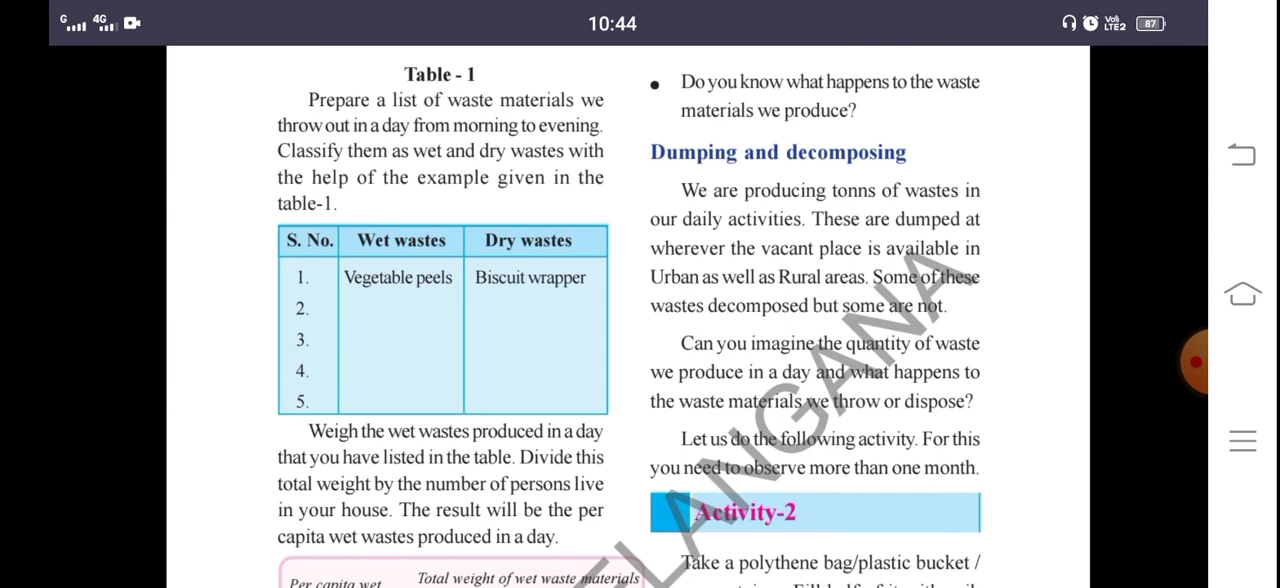 G 4G 10:44 Vo)) LTE2 87
Table - 1
Prepare a list of waste materials we
throw out in a day from morning to evening.
Classify them as wet and dry wastes with
the help of the example given in the
table-1.
S. No. Wet wastes Dry wastes
1. Vegetable peels Biscuit wrapper
2.
3.
4.
5.
Weigh the wet wastes produced in a day
that you have listed in the table. Divide this
total weight by the number of persons live
in your house. The result will be the per
capita wet wastes produced in a day.
Per capita wet Total weight of wet waste materials
• Do you know what happens to the waste
materials we produce?
Dumping and decomposing
We are producing tonns of wastes in
our daily activities. These are dumped at
wherever the vacant place is available in
Urban as well as Rural areas. Some of these
wastes decomposed but some are not.
Can you imagine the quantity of waste
we produce in a day and what happens to
the waste materials we throw or dispose?
Let us do the following activity. For this
you need to observe more than one month.
Activity-2
Take a polythene bag/plastic bucket /
ELANGANA